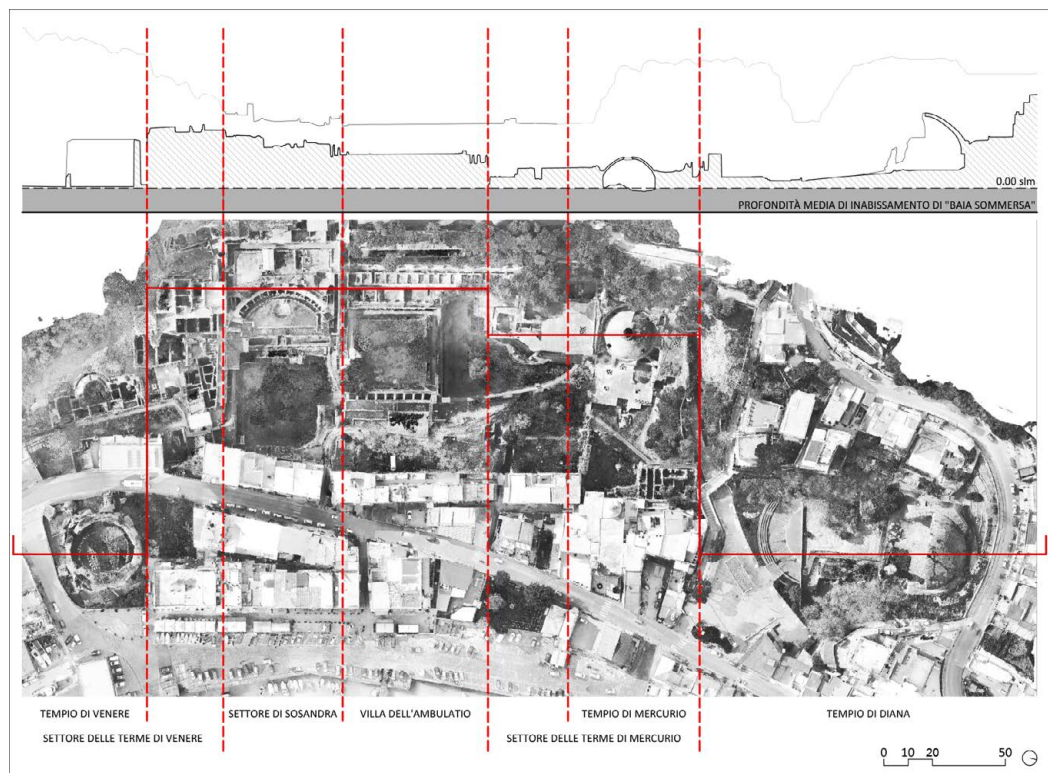 0.00 slm
PROFONDITÀ MEDIA DI INABISSAMENTO DI "BAIA SOMMERSA"
TEMPIO DI VENERE SETTORE DI SOSANDRA VILLA DELL'AMBULATIO TEMPIO DI MERCURIO TEMPIO DI DIANA
SETTORE DELLE TERME DI VENERE SETTORE DELLE TERME DI MERCURIO
0 10 20 50